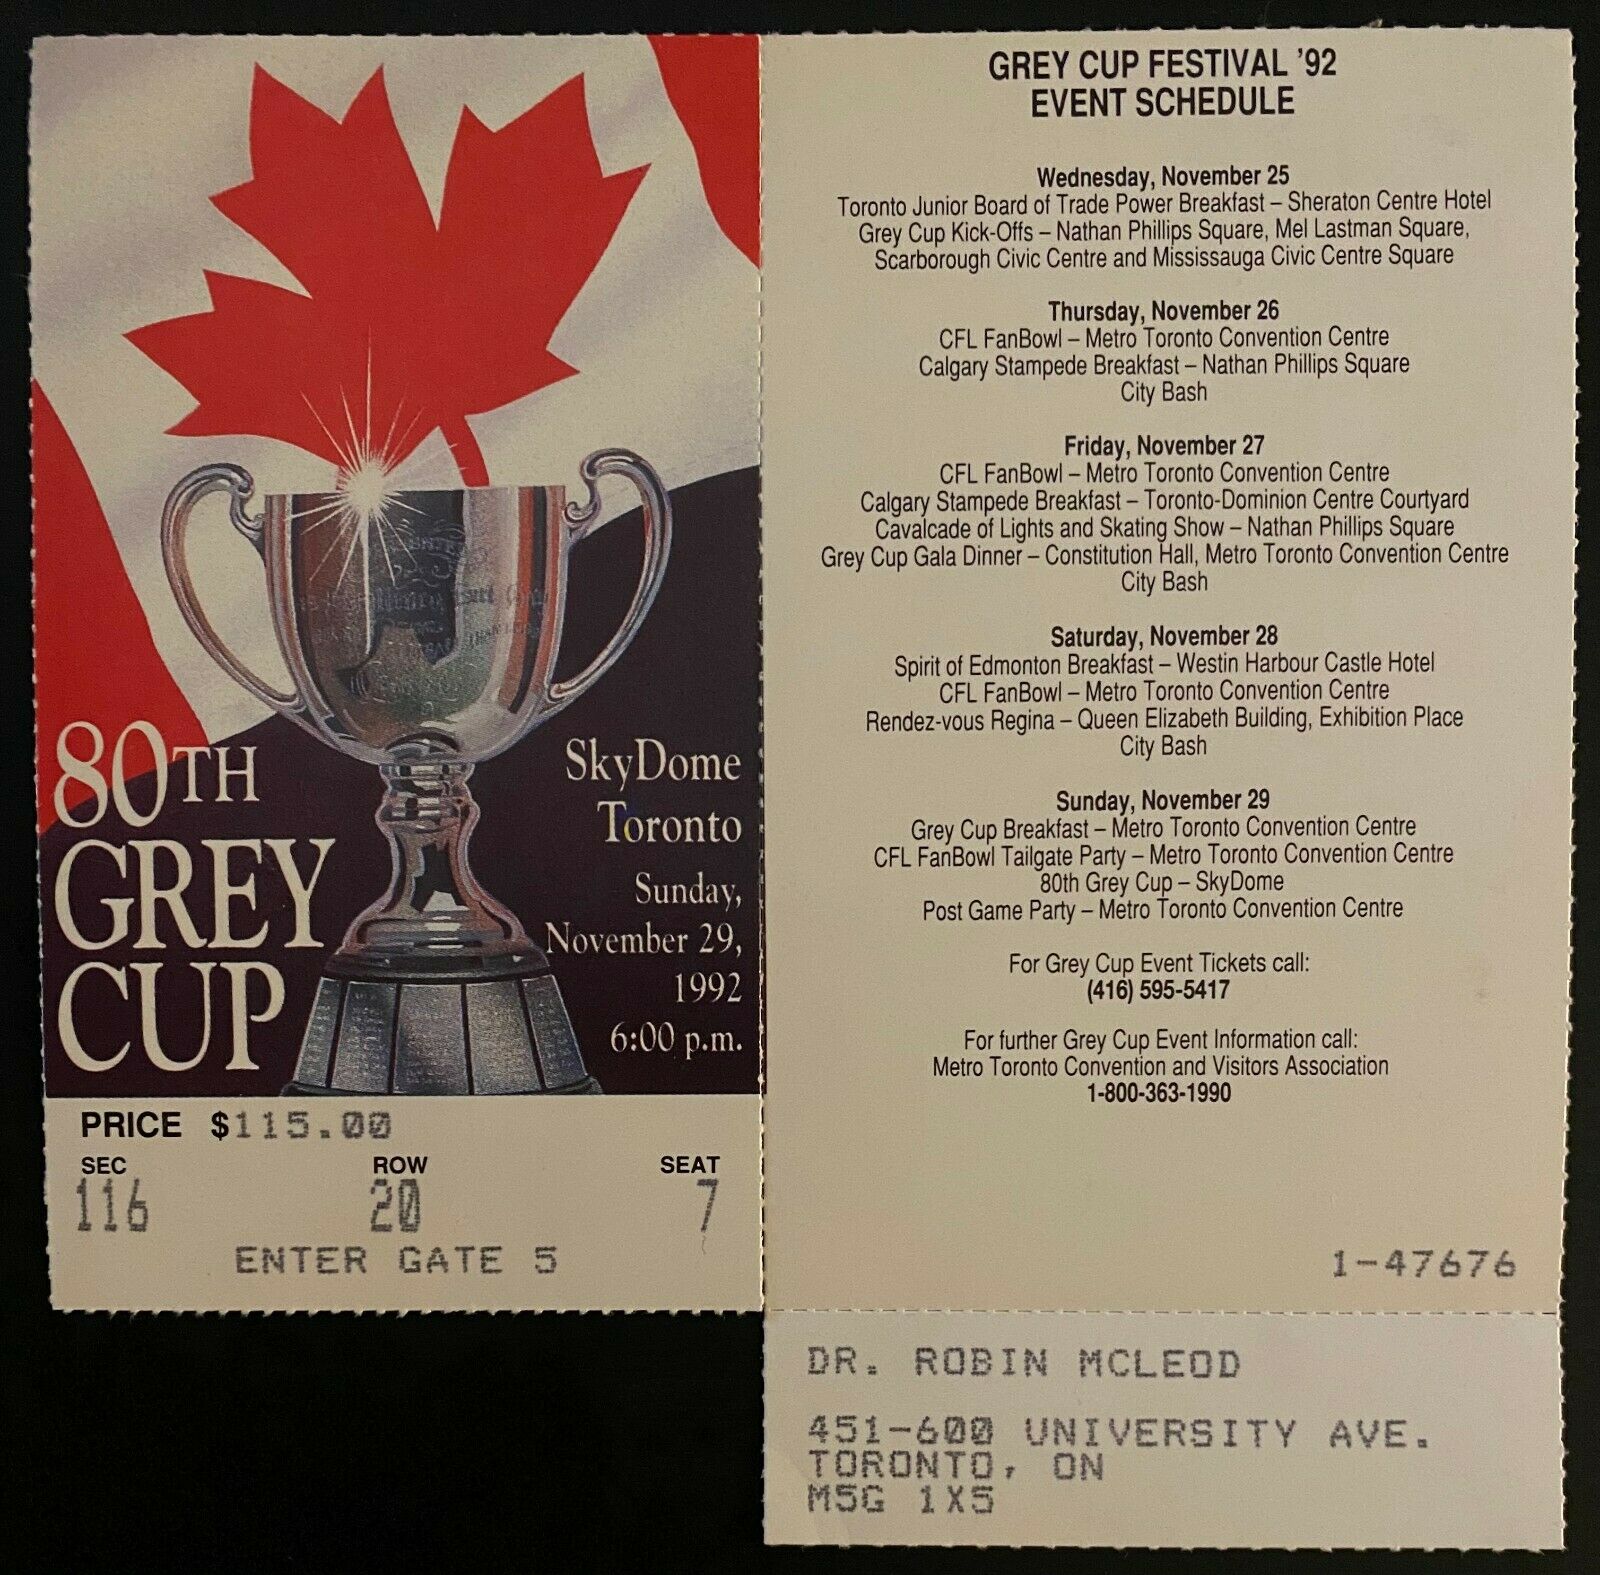 80TH
GREY
CUP
SkyDome
Toronto
Sunday,
November 29,
1992
6:00 p.m.
PRICE $115.00
SEC ROW SEAT
116 20 7
ENTER GATE 5
GREY CUP FESTIVAL '92
EVENT SCHEDULE
Wednesday, November 25
Toronto Junior Board of Trade Power Breakfast – Sheraton Centre Hotel
Grey Cup Kick-Offs – Nathan Phillips Square, Mel Lastman Square,
Scarborough Civic Centre and Mississauga Civic Centre Square
Thursday, November 26
CFL FanBowl – Metro Toronto Convention Centre
Calgary Stampede Breakfast – Nathan Phillips Square
City Bash
Friday, November 27
CFL FanBowl – Metro Toronto Convention Centre
Calgary Stampede Breakfast – Toronto-Dominion Centre Courtyard
Cavalcade of Lights and Skating Show – Nathan Phillips Square
Grey Cup Gala Dinner – Constitution Hall, Metro Toronto Convention Centre
City Bash
Saturday, November 28
Spirit of Edmonton Breakfast – Westin Harbour Castle Hotel
CFL FanBowl – Metro Toronto Convention Centre
Rendez-vous Regina – Queen Elizabeth Building, Exhibition Place
City Bash
Sunday, November 29
Grey Cup Breakfast – Metro Toronto Convention Centre
CFL FanBowl Tailgate Party – Metro Toronto Convention Centre
80th Grey Cup – SkyDome
Post Game Party – Metro Toronto Convention Centre
For Grey Cup Event Tickets call:
(416) 595-5417
For further Grey Cup Event Information call:
Metro Toronto Convention and Visitors Association
1-800-363-1990
1-47676
DR. ROBIN MCLEOD
451-600 UNIVERSITY AVE.
TORONTO, ON
M5G 1X5